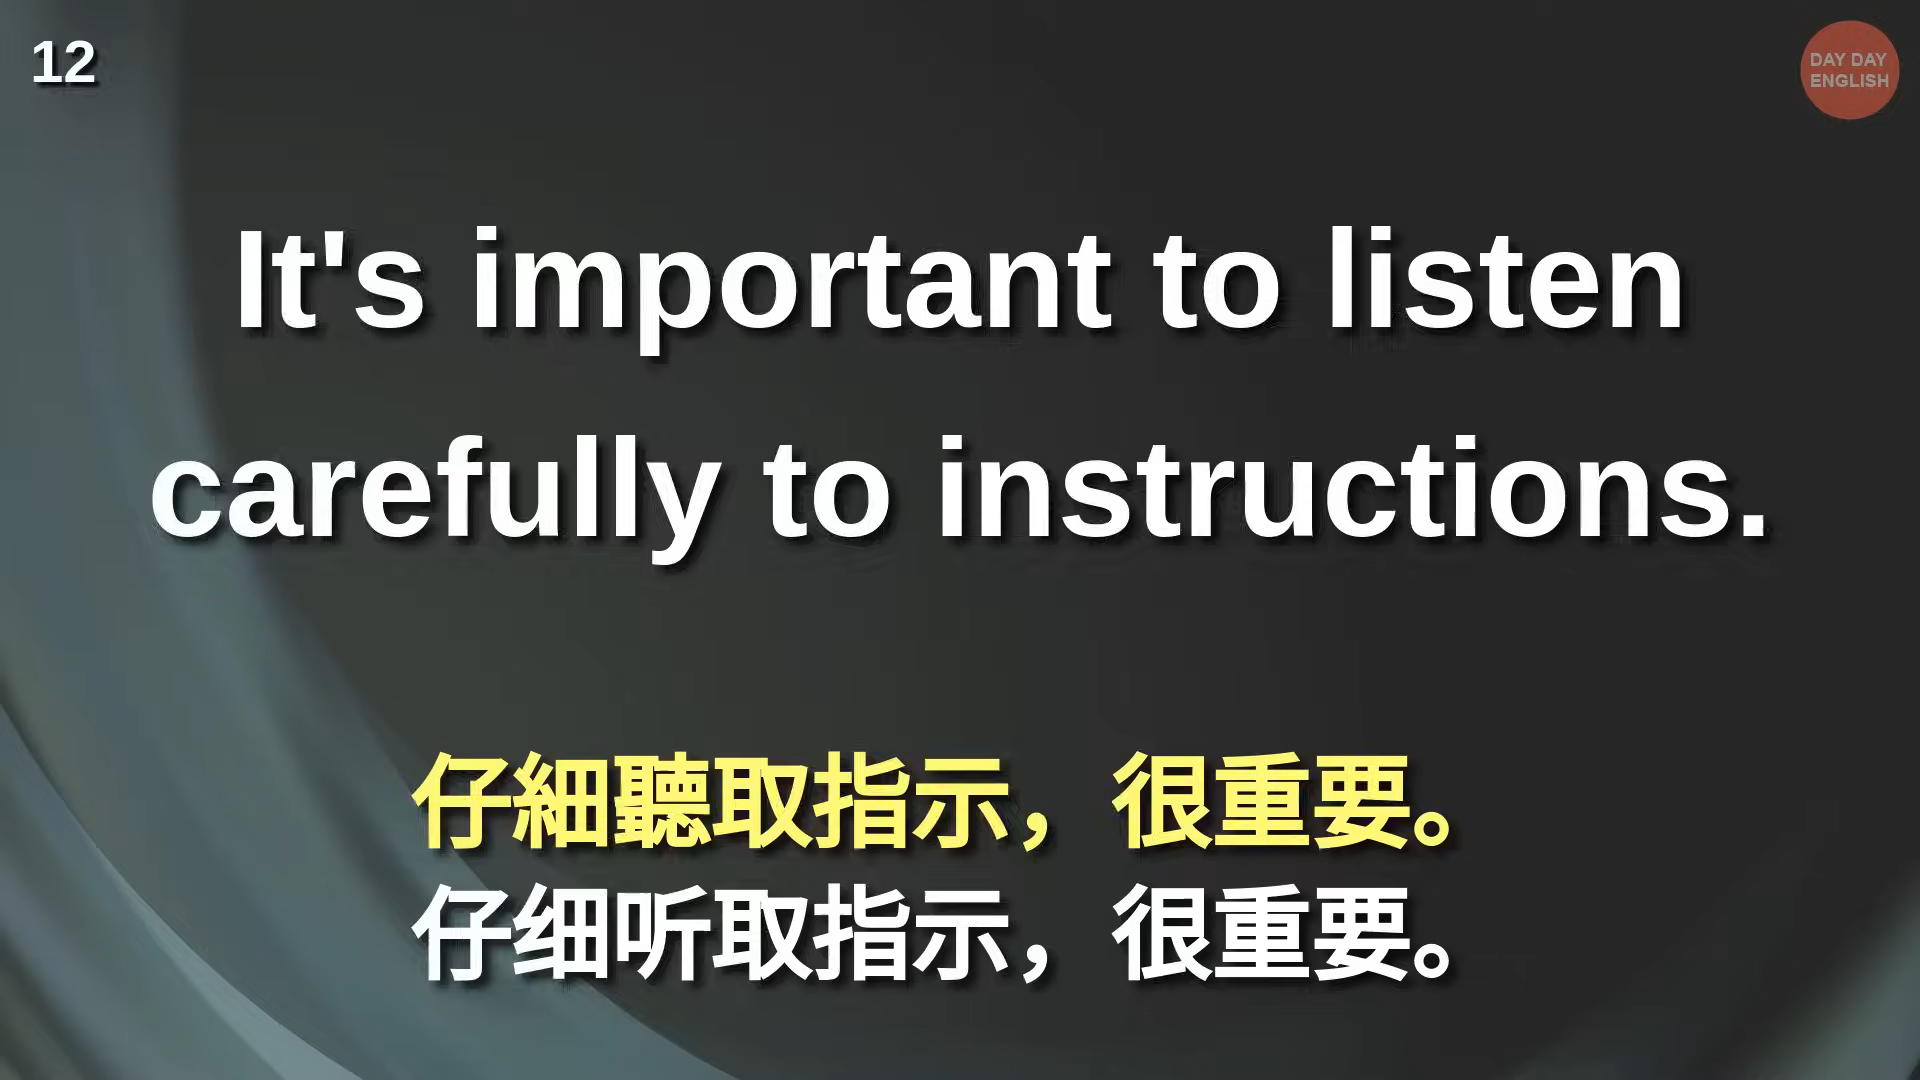 12
DAY DAY
ENGLISH
It's important to listen
carefully to instructions.
仔細聽取指示，很重要。
仔细听取指示，很重要。